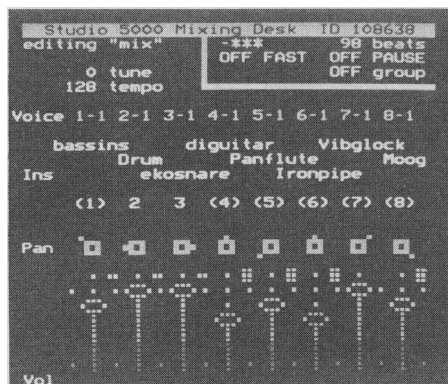 Studio 5000 Mixing Desk ID 108638
editing "mix" -*** 98 beats
OFF FAST OFF PAUSE
0 tune OFF group
128 tempo
Voice 1-1 2-1 3-1 4-1 5-1 6-1 7-1 8-1
bassins diguitar Vibglock
Drum Panflute Moog
Ins ekosnare Ironpipe
(1) 2 3 (4) (5) (6) (7) (8)
Pan
Vol